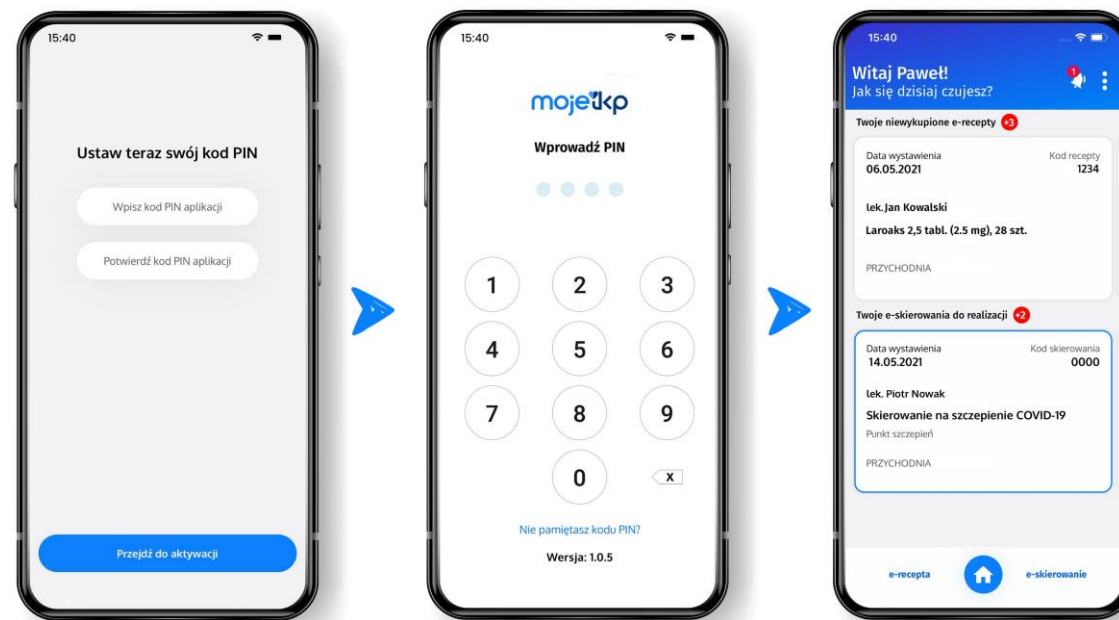 15:40
Ustaw teraz swój kod PIN
Wpisz kod PIN aplikacji
Potwierdź kod PIN aplikacji
Przejdź do aktywacji
15:40
mojeikp
Wprowadź PIN
1 2 3
4 5 6
7 8 9
0 X
Nie pamiętasz kodu PIN?
Wersja: 1.0.5
15:40
Witaj Paweł! 1
Jak się dzisiaj czujesz?
Twoje niewykupione e-recepty +3
Data wystawienia Kod recepty
06.05.2021 1234
lek.Jan Kowalski
Laroaks 2,5 tabl. (2.5 mg), 28 szt.
PRZYCHODNIA
Twoje e-skierowania do realizacji +2
Data wystawienia Kod skierowania
14.05.2021 0000
lek. Piotr Nowak
Skierowanie na szczepienie COVID-19
Punkt szczepień
PRZYCHODNIA
e-recepta e-skierowanie